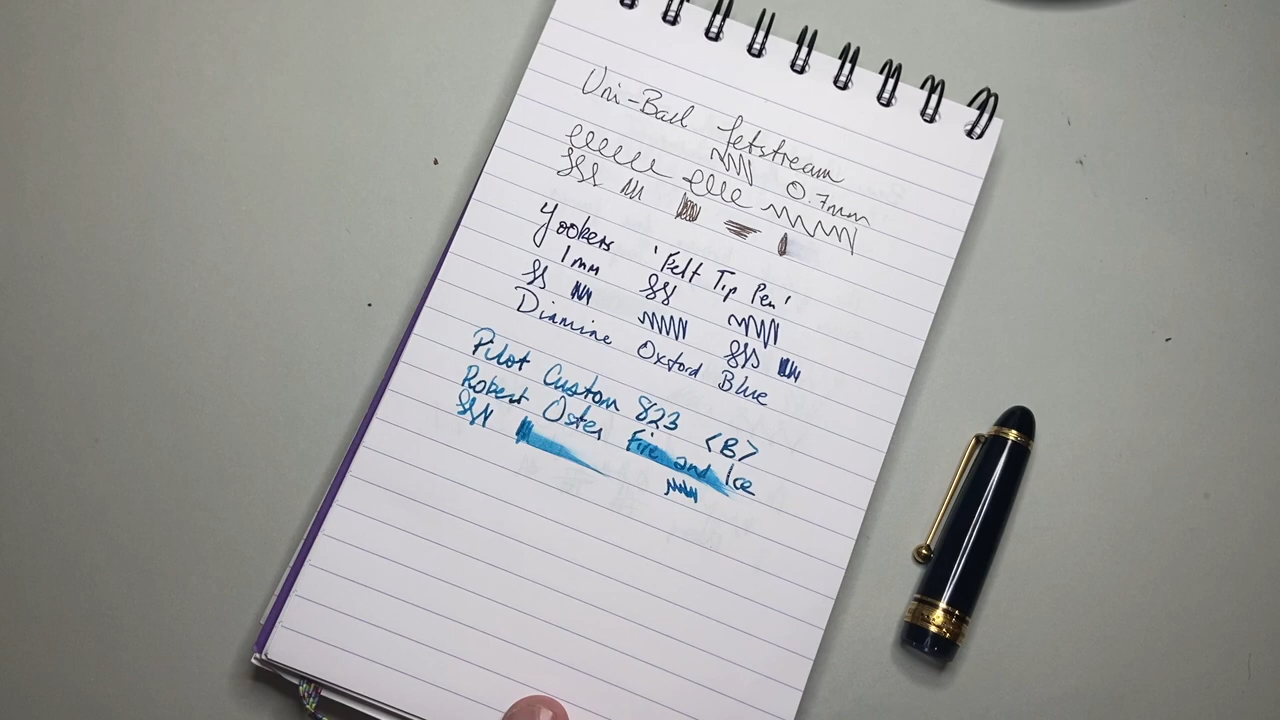 Uni-Ball Jetstream
0.7mm
Yookers 'Felt Tip Pen'
1mm
Diamine Oxford Blue
Pilot Custom 823 <B>
Robert Oster Fire and Ice